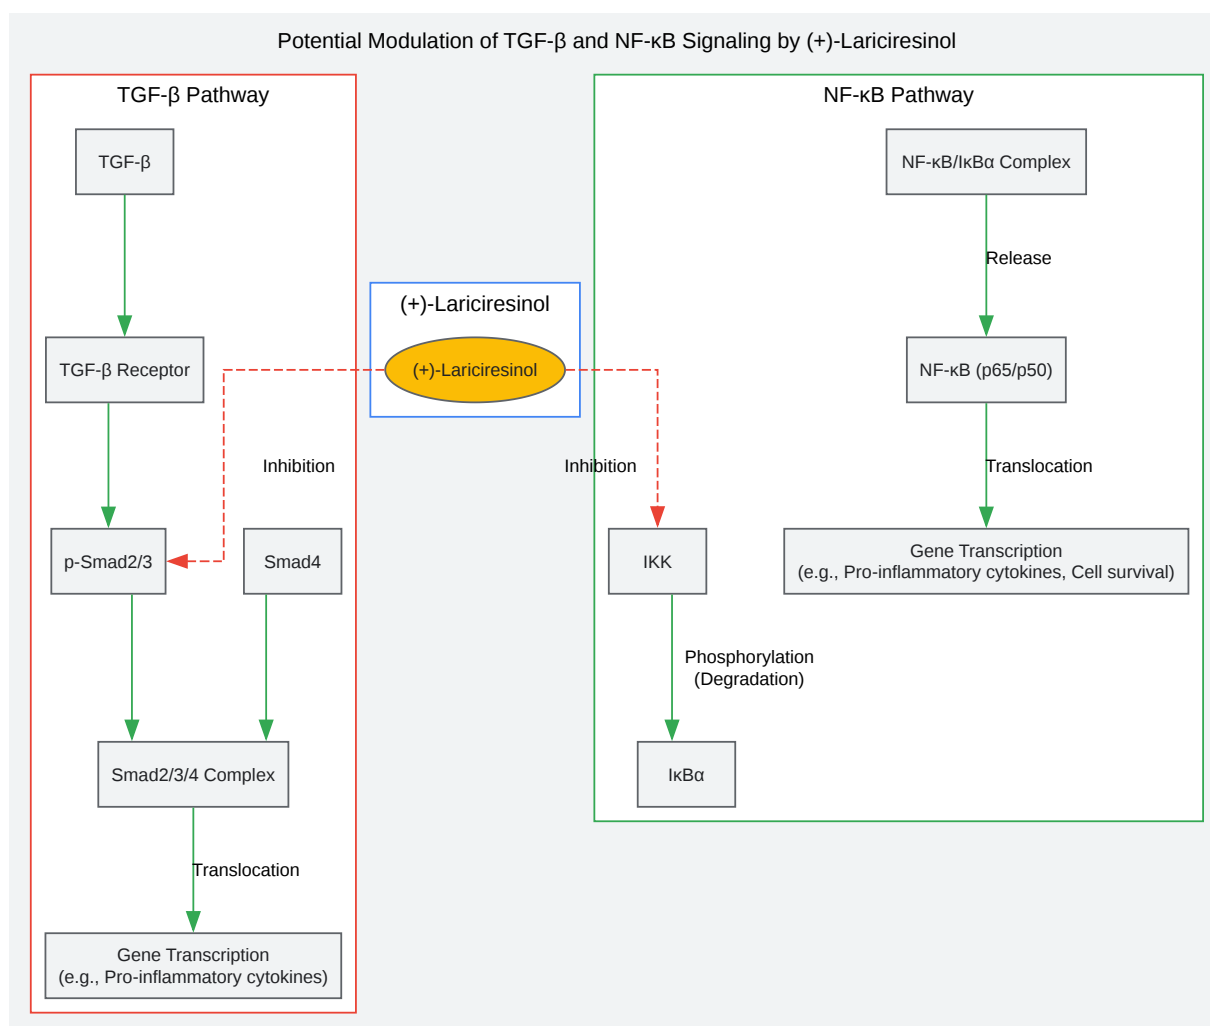 Potential Modulation of TGF-β and NF-κB Signaling by (+)-Lariciresinol
TGF-β Pathway
TGF-β
TGF-β Receptor
Inhibition
p-Smad2/3
Smad4
Smad2/3/4 Complex
Translocation
Gene Transcription
(e.g., Pro-inflammatory cytokines)
(+)-Lariciresinol
(+)-Lariciresinol
NF-κB Pathway
NF-κB/IκBα Complex
Release
NF-κB (p65/p50)
Translocation
Gene Transcription
(e.g., Pro-inflammatory cytokines, Cell survival)
Inhibition
IKK
Phosphorylation
(Degradation)
IκBα